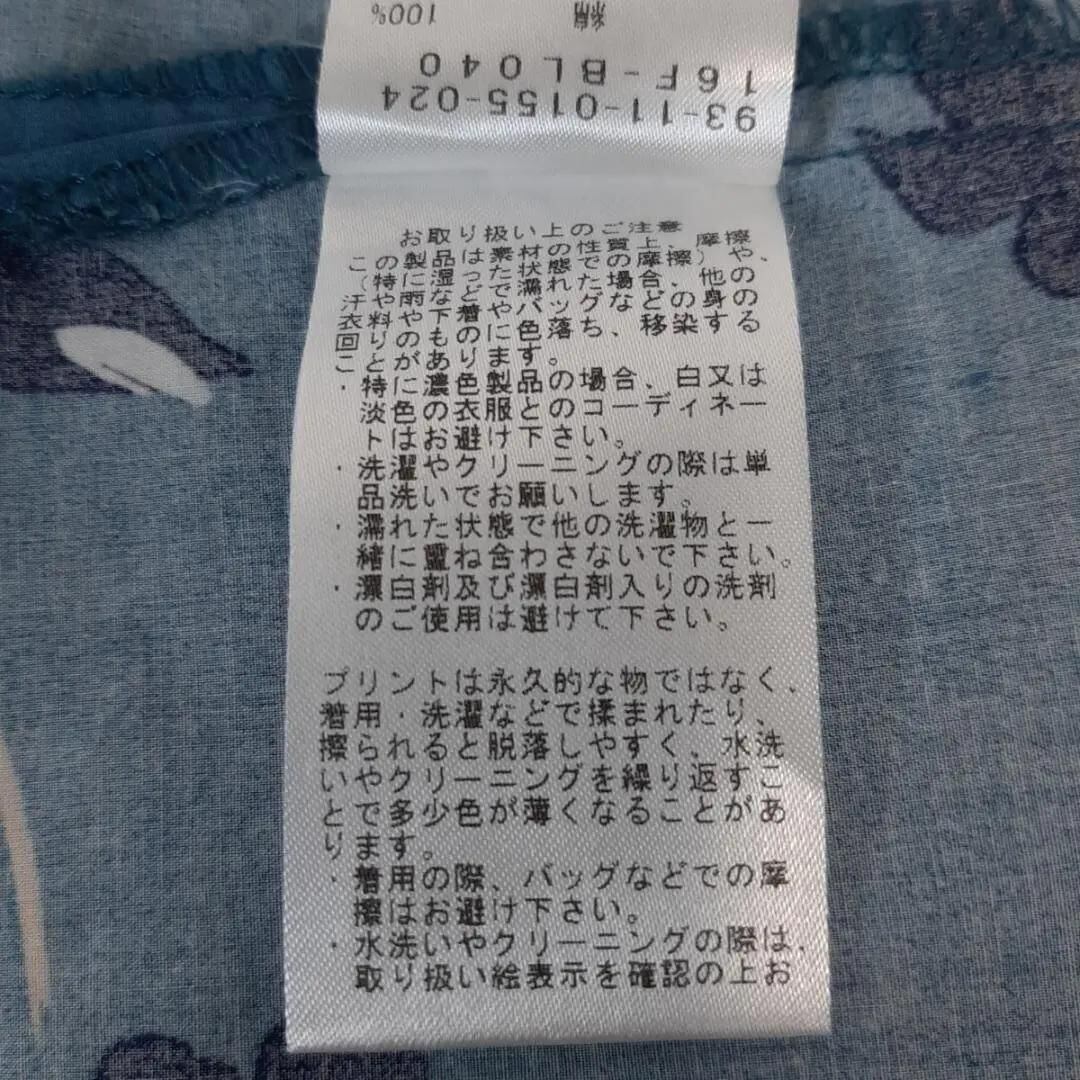 93-11-0155-024
16F-BL040
綿 100%
お取り扱い上のご注意
この製品は素材の性質上、摩擦
（特に湿った状態での摩擦）や、
汗や雨などで濡れた場合、他の
衣料や下着やバッグなどの身の
回りのものに色落ち、移染する
ことがあります。
・特に濃色製品の場合、白又は
淡色の衣服とのコーディネー
トはお避け下さい。
・洗濯やクリーニングの際は単
品洗いでお願いします。
・濡れた状態で他の洗濯物と一
緒に重ね合わさないで下さい。
・漂白剤及び漂白剤入りの洗剤
のご使用は避けて下さい。
プリントは永久的な物ではなく、
着用・洗濯などで揉まれたり、
擦られると脱落しやすく、水洗
いやクリーニングを繰り返すこ
とで多少色が薄くなることがあ
ります。
・着用の際、バッグなどでの摩
擦はお避け下さい。
・水洗いやクリーニングの際は、
取り扱い絵表示を確認の上お